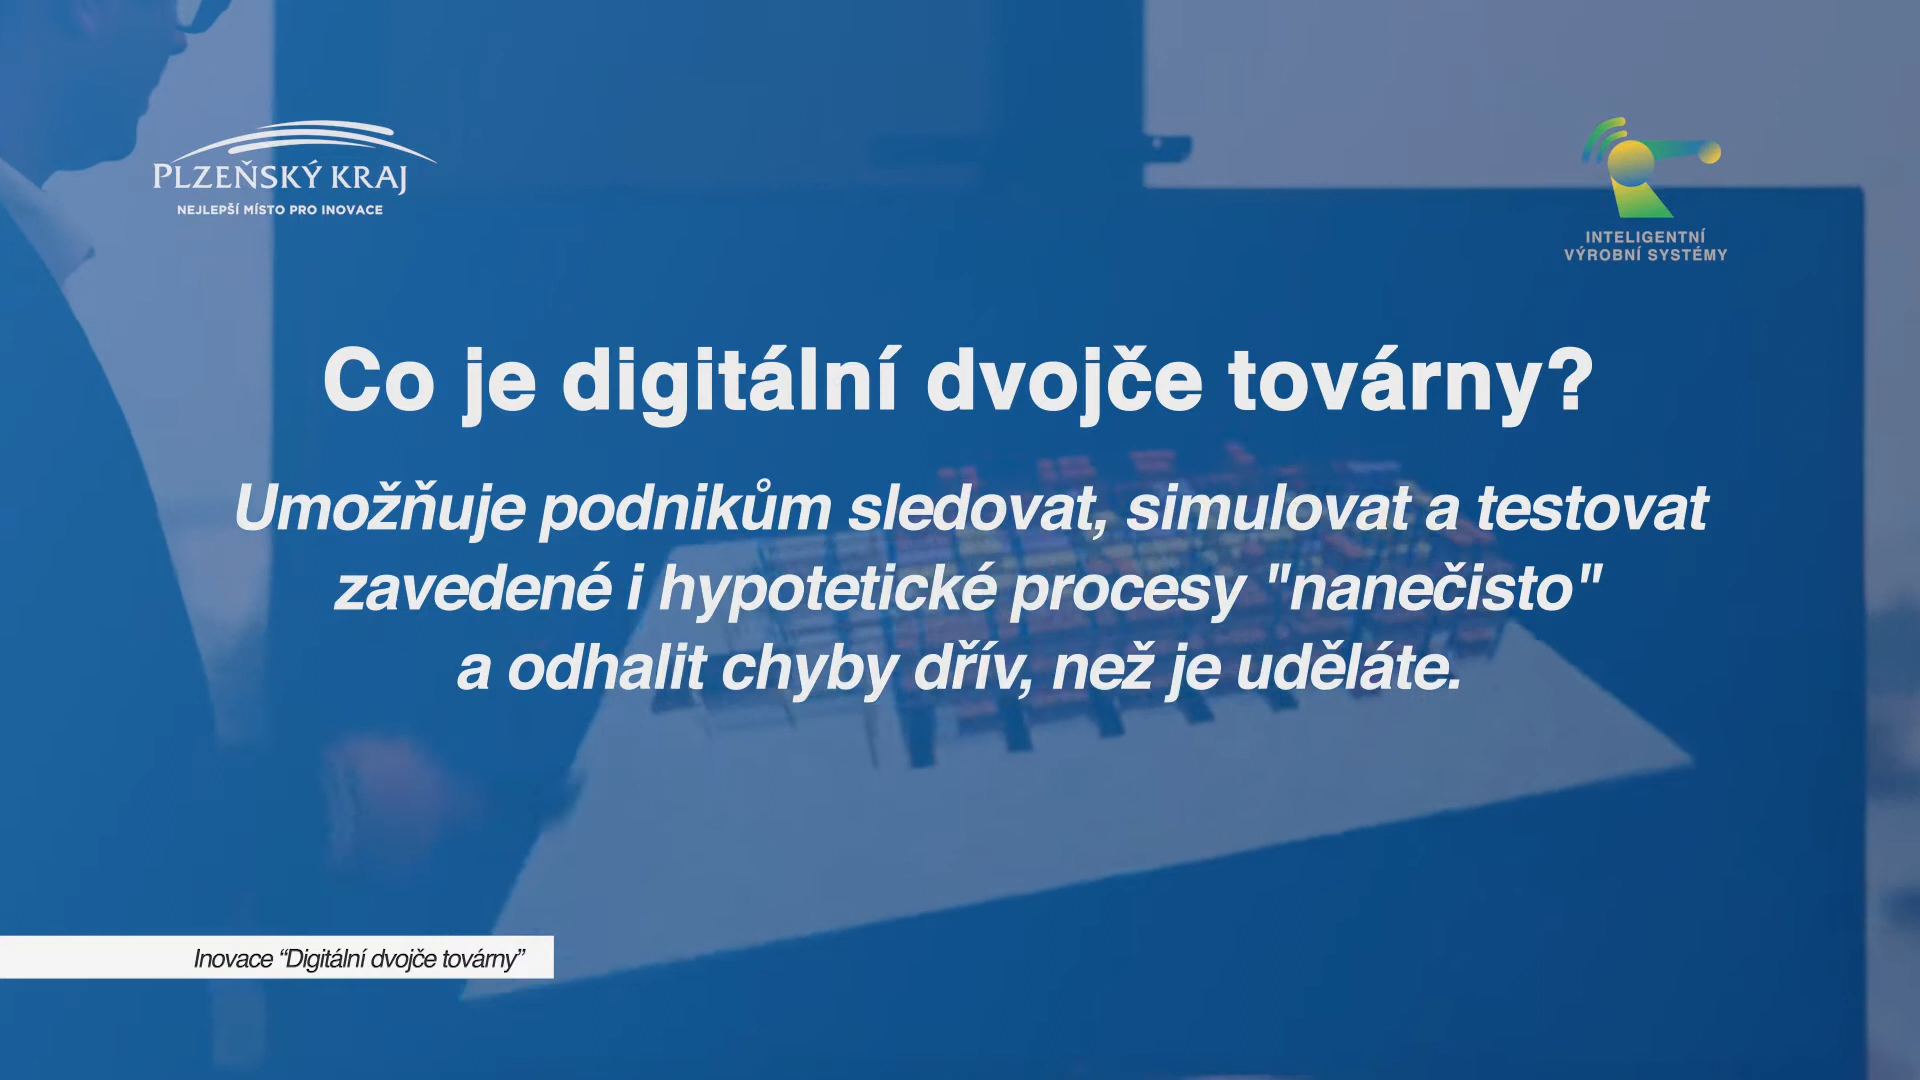 PLZEŇSKÝ KRAJ
NEJLEPŠÍ MÍSTO PRO INOVACE
INTELIGENTNÍ
VÝROBNÍ SYSTÉMY
Co je digitální dvojče továrny?
Umožňuje podnikům sledovat, simulovat a testovat
zavedené i hypotetické procesy "nanečisto"
a odhalit chyby dřív, než je uděláte.
Inovace “Digitální dvojče továrny”